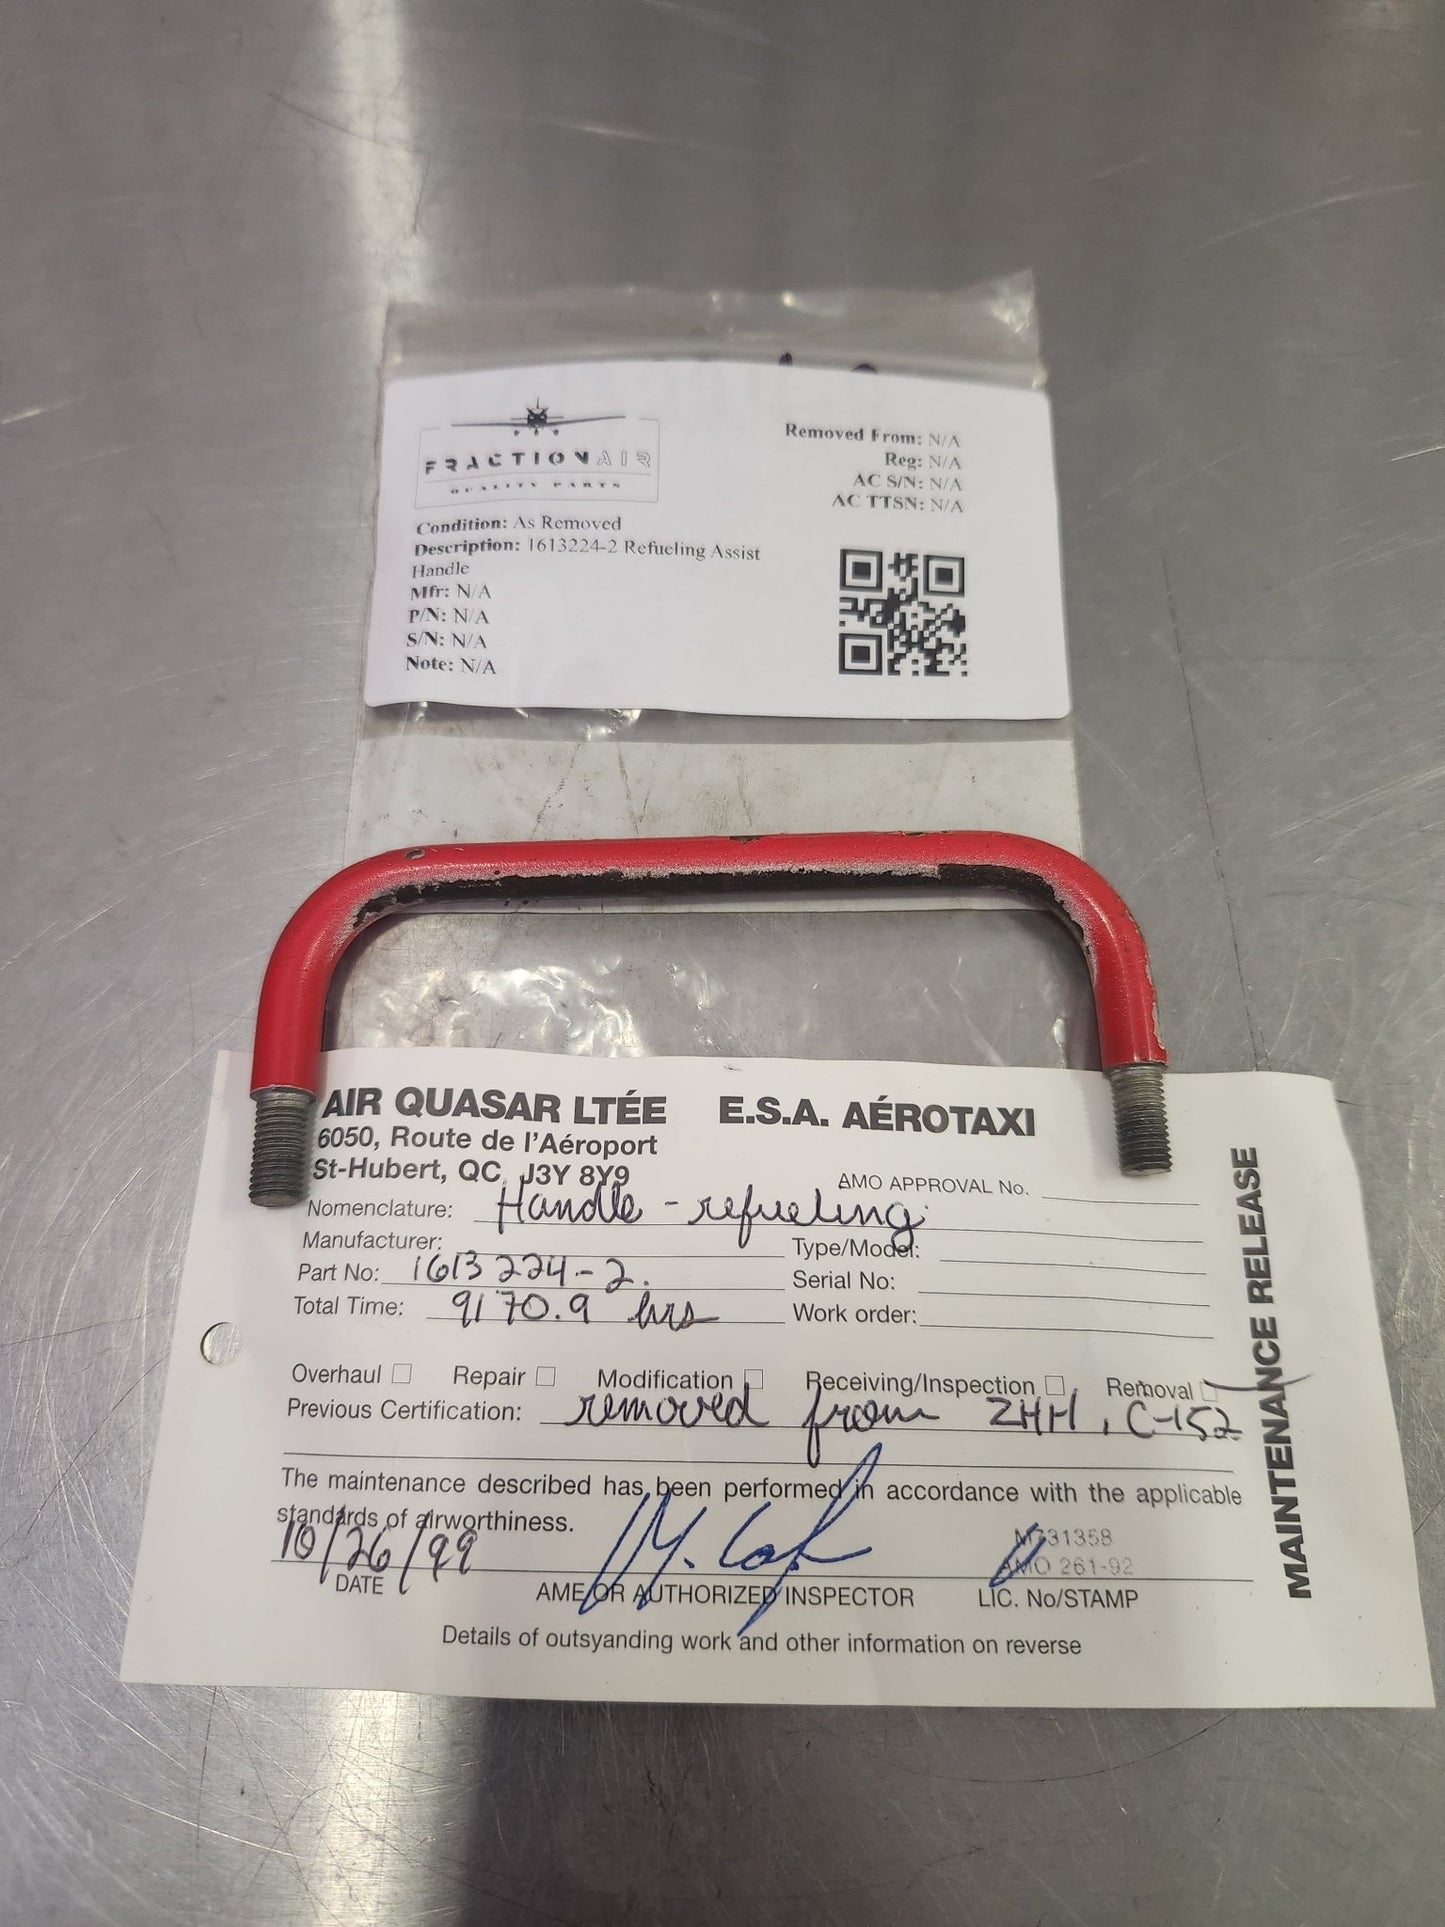 FRACTIONAIR
QUALITY PARTS
Condition: As Removed
Description: 1613224-2 Refueling Assist
Handle
Mfr: N/A
P/N: N/A
S/N: N/A
Note: N/A
Removed From: N/A
Reg: N/A
AC S/N: N/A
AC TTSN: N/A
AIR QUASAR LTÉE E.S.A. AÉROTAXI
6050, Route de l'Aéroport
St-Hubert, QC, J3Y 8Y9
AMO APPROVAL No.
Nomenclature: Handle - refueling
Manufacturer: Type/Model:
Part No: 1613224-2. Serial No:
Total Time: 9170.9 hrs Work order:
Overhaul Repair Modification Receiving/Inspection Removal
Previous Certification: removed from ZHH, C-152
The maintenance described has been performed in accordance with the applicable
standards of airworthiness.
M731358
10/26/99 AMO 261-92
DATE AME OR AUTHORIZED INSPECTOR LIC. No/STAMP
Details of outsyanding work and other information on reverse
MAINTENANCE RELEASE